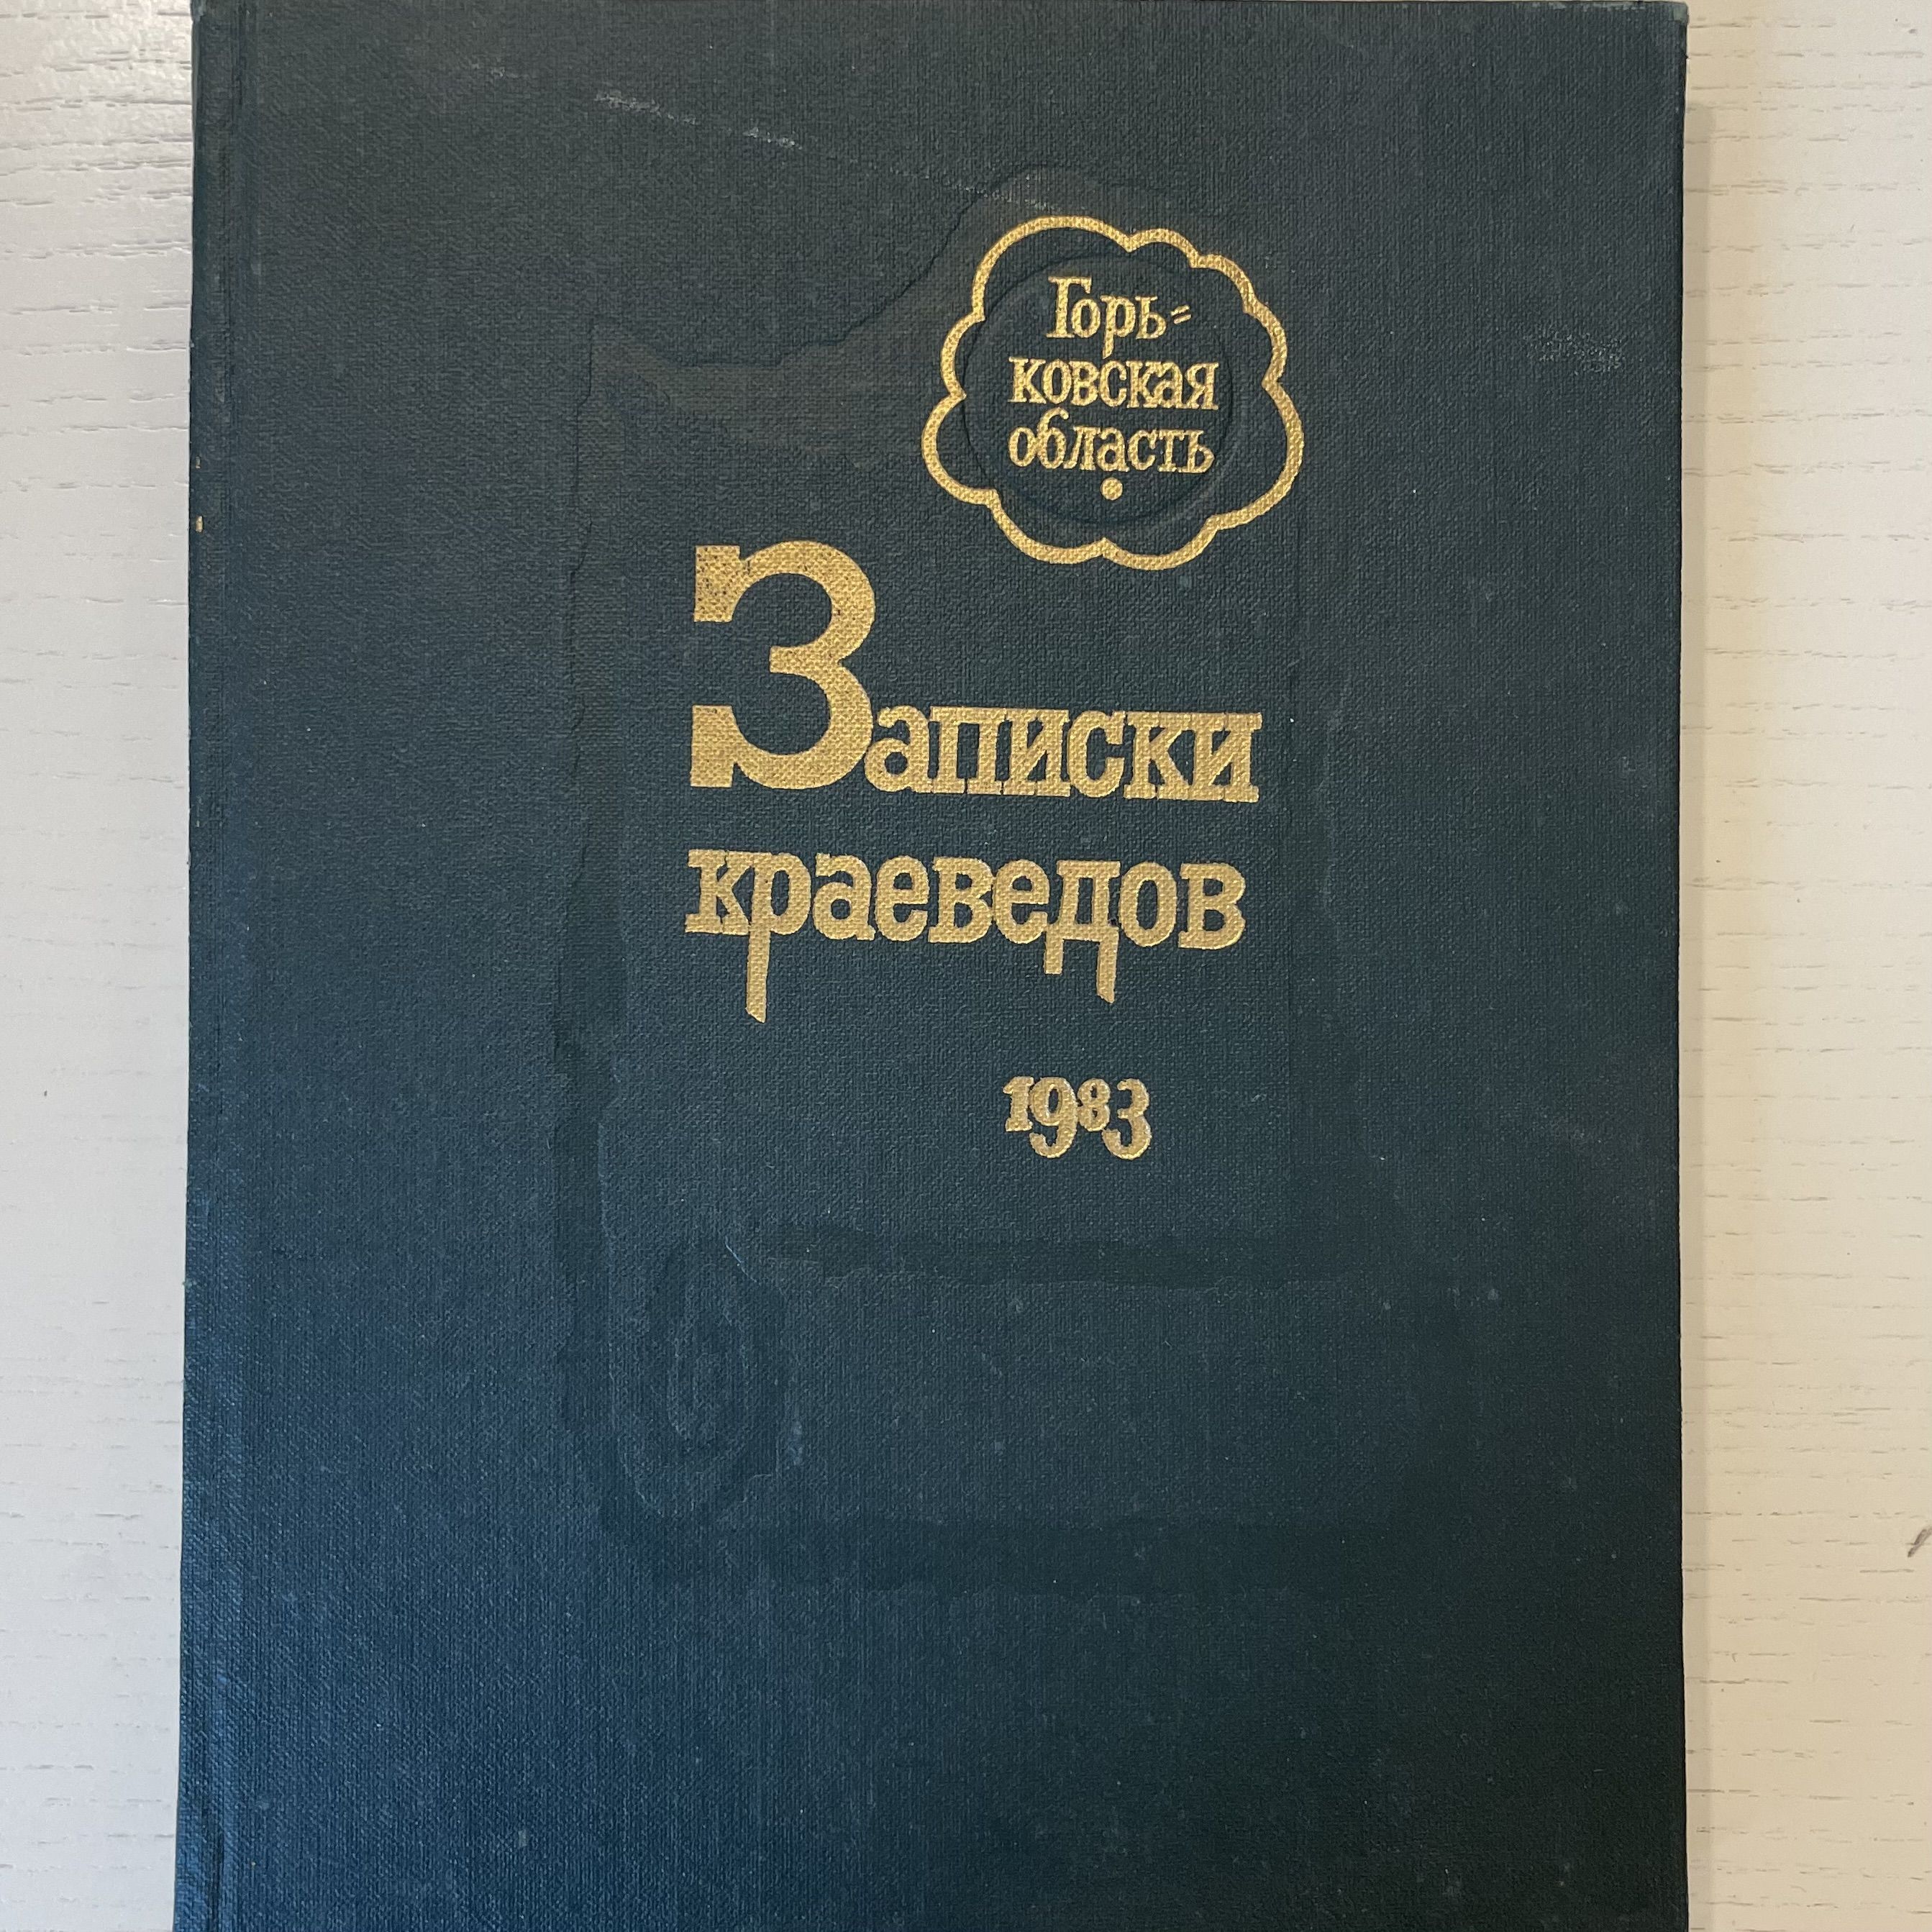 Горь=
ковская
область
Записки
краеведов
1983